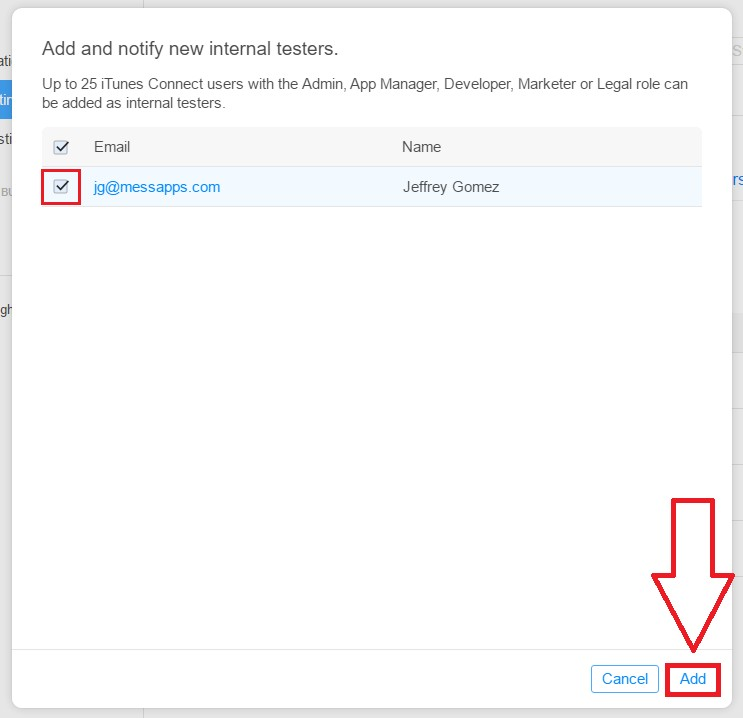 Add and notify new internal testers.
Up to 25 iTunes Connect users with the Admin, App Manager, Developer, Marketer or Legal role can
be added as internal testers.
Email Name
jg@messapps.com Jeffrey Gomez
Cancel Add